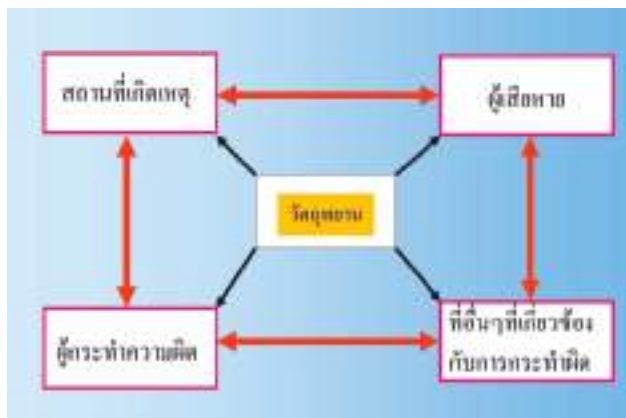 สถานที่เกิดเหตุ
ผู้เสียหาย
วัตถุพยาน
ผู้กระทำความผิด
ที่อื่นๆที่เกี่ยวข้อง
กับการกระทำผิด